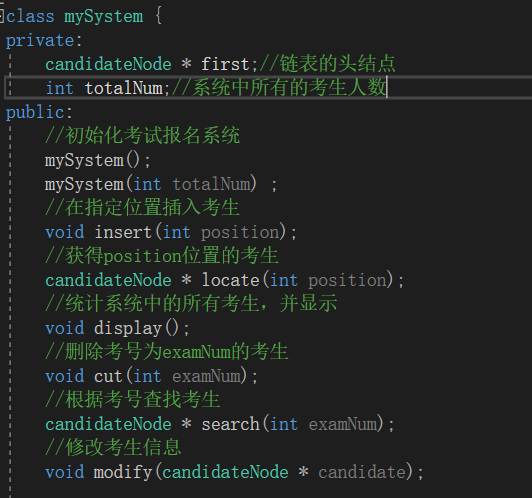 class mySystem {
private:
candidateNode * first;//链表的头结点
int totalNum;//系统中所有的考生人数
public:
//初始化考试报名系统
mySystem();
mySystem(int totalNum) ;
//在指定位置插入考生
void insert(int position);
//获得position位置的考生
candidateNode * locate(int position);
//统计系统中的所有考生，并显示
void display();
//删除考号为examNum的考生
void cut(int examNum);
//根据考号查找考生
candidateNode * search(int examNum);
//修改考生信息
void modify(candidateNode * candidate);